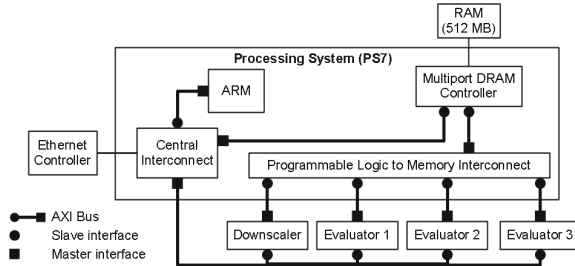 RAM
(512 MB)
Processing System (PS7)
ARM
Multiport DRAM
Controller
Ethernet
Controller
Central
Interconnect
Programmable Logic to Memory Interconnect
AXI Bus
Slave interface
Master interface
Downscaler
Evaluator 1
Evaluator 2
Evaluator 3